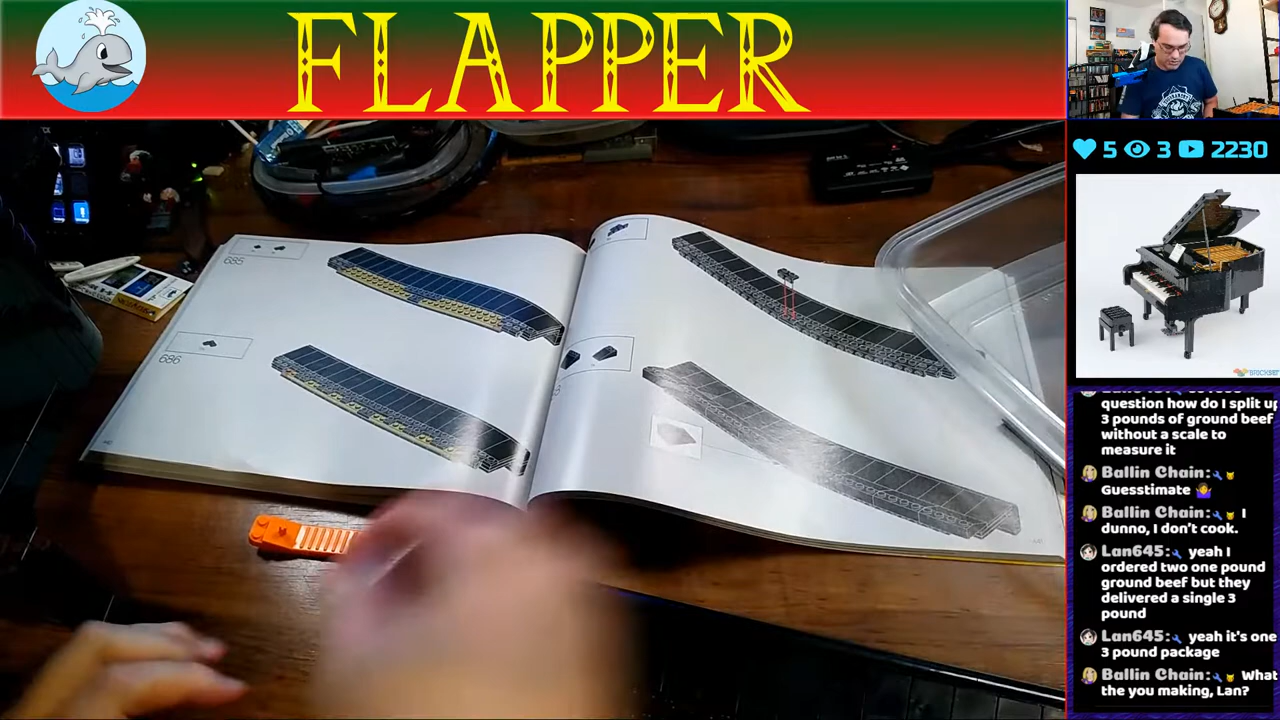 FLAPPER
5 3 2230
685
686
BRICKSET
question how do I split up
3 pounds of ground beef
without a scale to
measure it
Ballin Chain:
Guesstimate 🤷
Ballin Chain: I
dunno, I don't cook.
Lan645: yeah I
ordered two one pound
ground beef but they
delivered a single 3
pound
Lan645: yeah it's one
3 pound package
Ballin Chain: What
the you making, Lan?